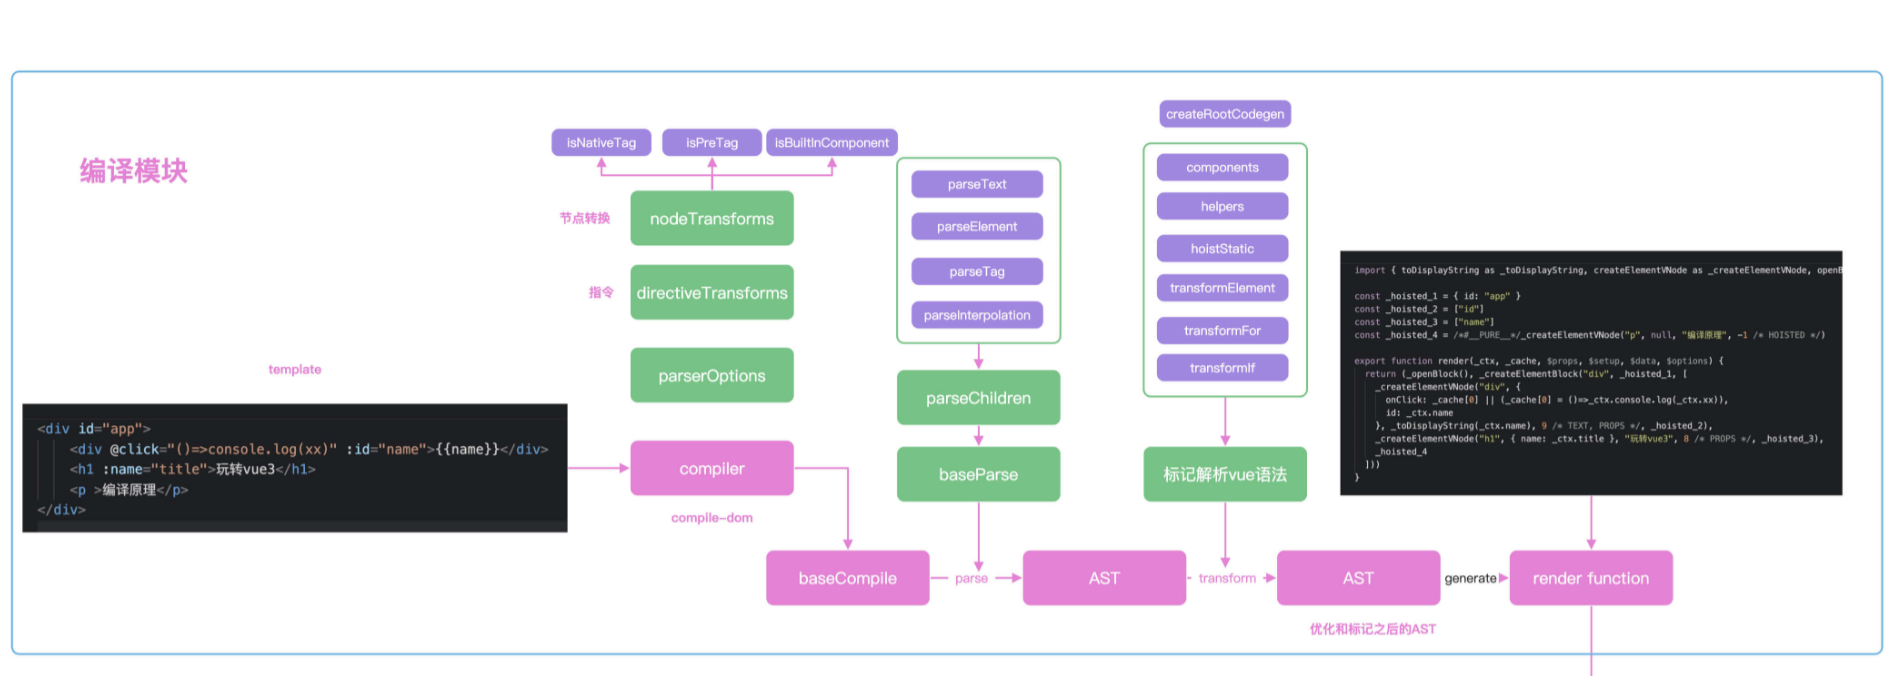 编译模块
isNativeTag
isPreTag
isBuiltInComponent
节点转换
nodeTransforms
指令
directiveTransforms
parserOptions
template
<div id="app">
<div @click="()=>console.log(xx)" :id="name">{{name}}</div>
<h1 :name="title">玩转vue3</h1>
<p >编译原理</p>
</div>
compiler
compile-dom
parseText
parseElement
parseTag
parseInterpolation
parseChildren
baseParse
createRootCodegen
components
helpers
hoistStatic
transformElement
transformFor
transformIf
标记解析vue语法
import { toDisplayString as _toDisplayString, createElementVNode as _createElementVNode, openB
const _hoisted_1 = { id: "app" }
const _hoisted_2 = ["id"]
const _hoisted_3 = ["name"]
const _hoisted_4 = /*#__PURE__*/_createElementVNode("p", null, "编译原理", -1 /* HOISTED */)
export function render(_ctx, _cache, $props, $setup, $data, $options) {
return (_openBlock(), _createElementBlock("div", _hoisted_1, [
_createElementVNode("div", {
onClick: _cache[0] || (_cache[0] = ()=>_ctx.console.log(_ctx.xx)),
id: _ctx.name
}, _toDisplayString(_ctx.name), 9 /* TEXT, PROPS */, _hoisted_2),
_createElementVNode("h1", { name: _ctx.title }, "玩转vue3", 8 /* PROPS */, _hoisted_3),
_hoisted_4
]))
}
baseCompile
parse
AST
transform
AST
generate
render function
优化和标记之后的AST